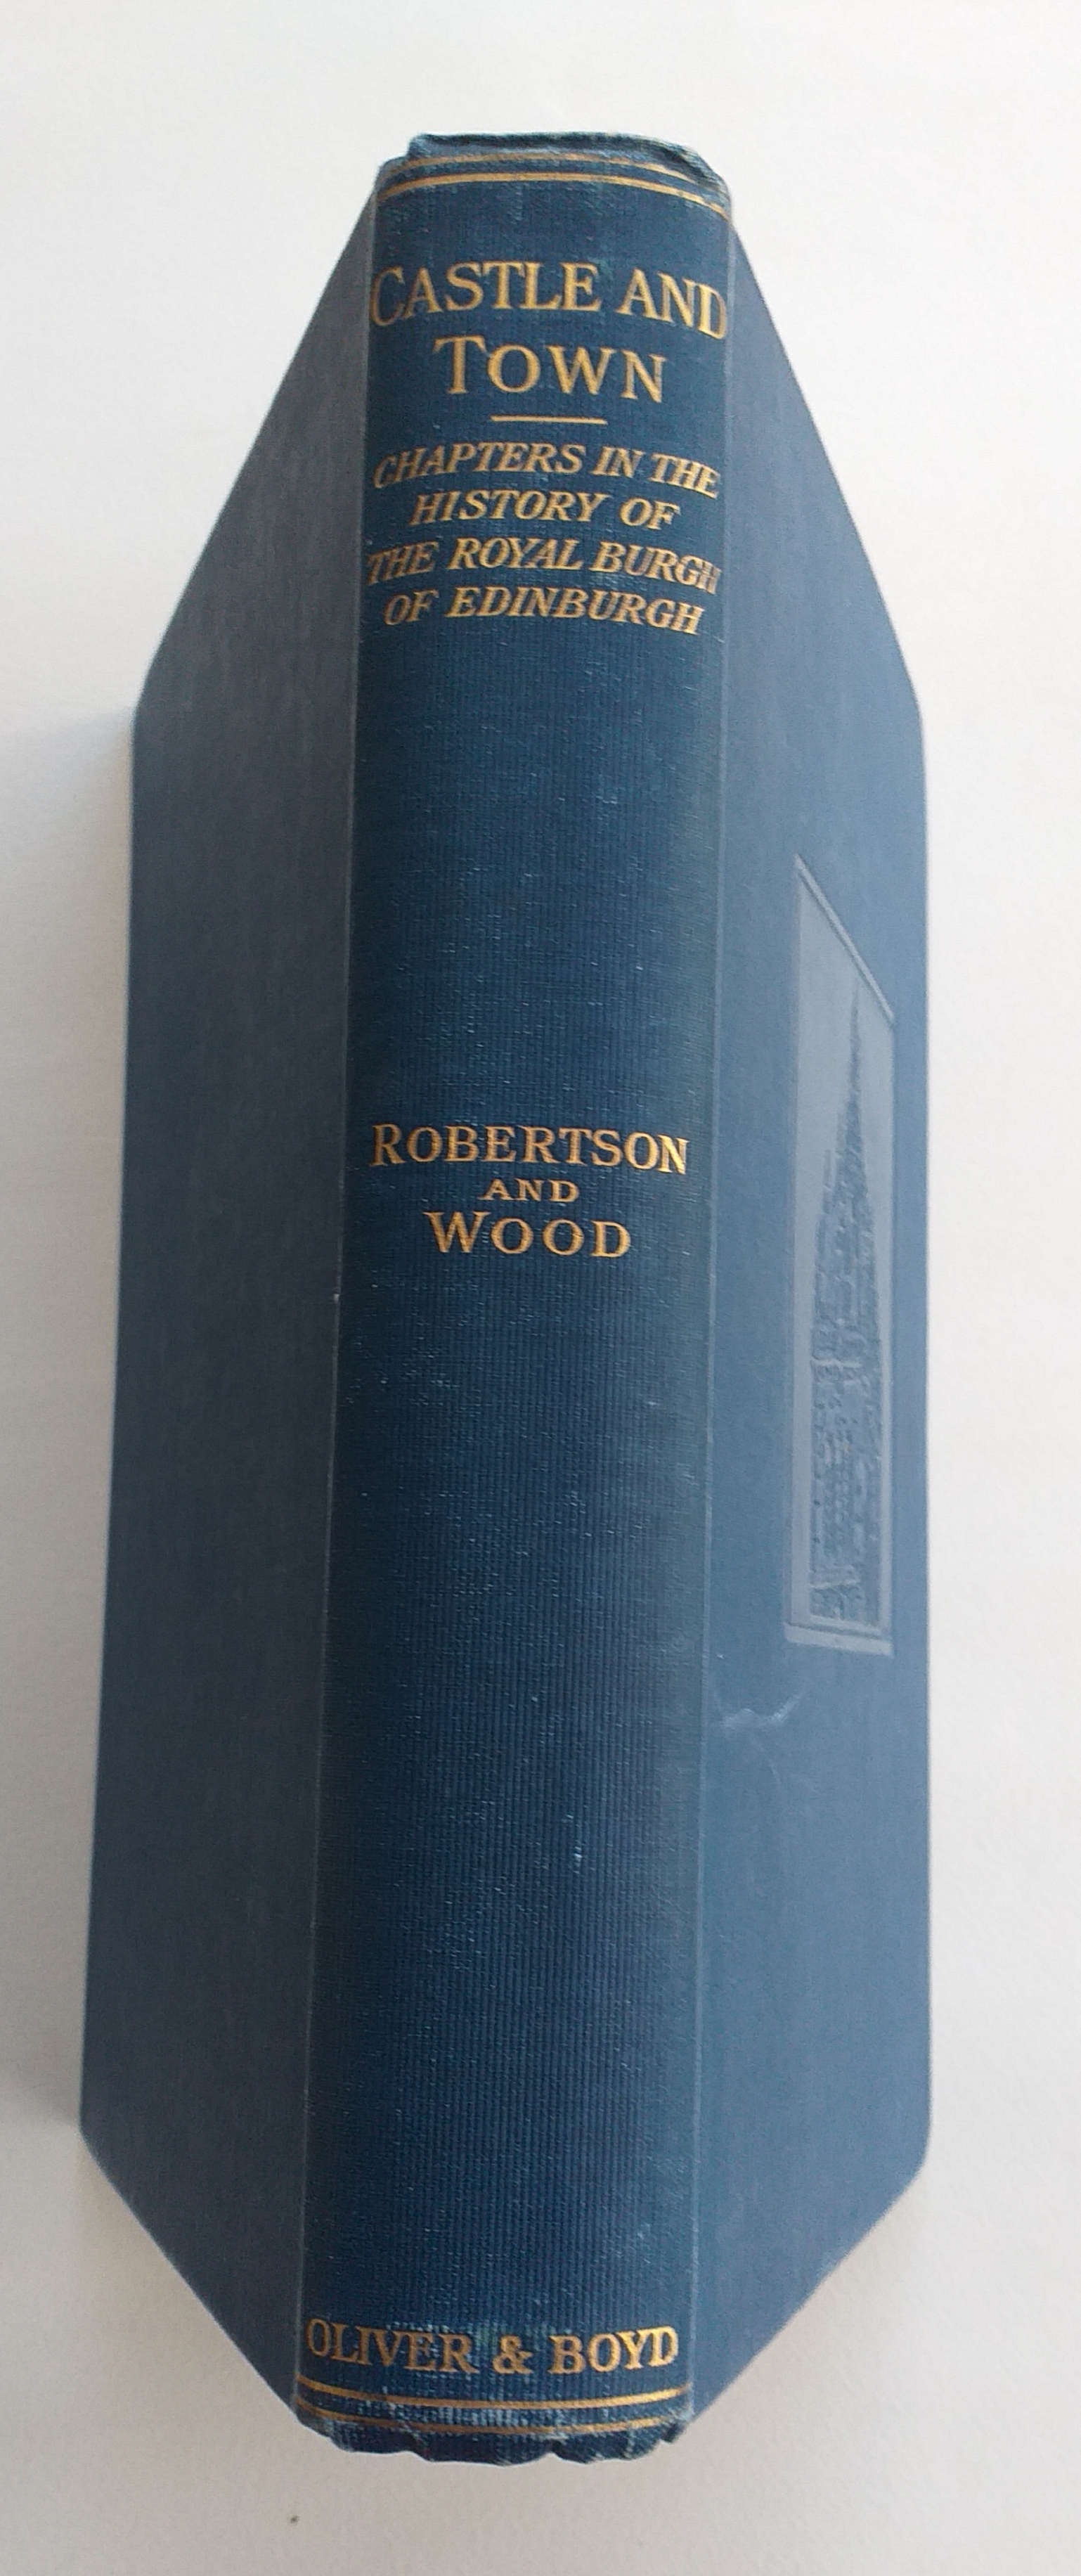 CASTLE AND
TOWN
CHAPTERS IN THE
HISTORY OF
THE ROYAL BURGH
OF EDINBURGH
ROBERTSON
AND
WOOD
OLIVER & BOYD